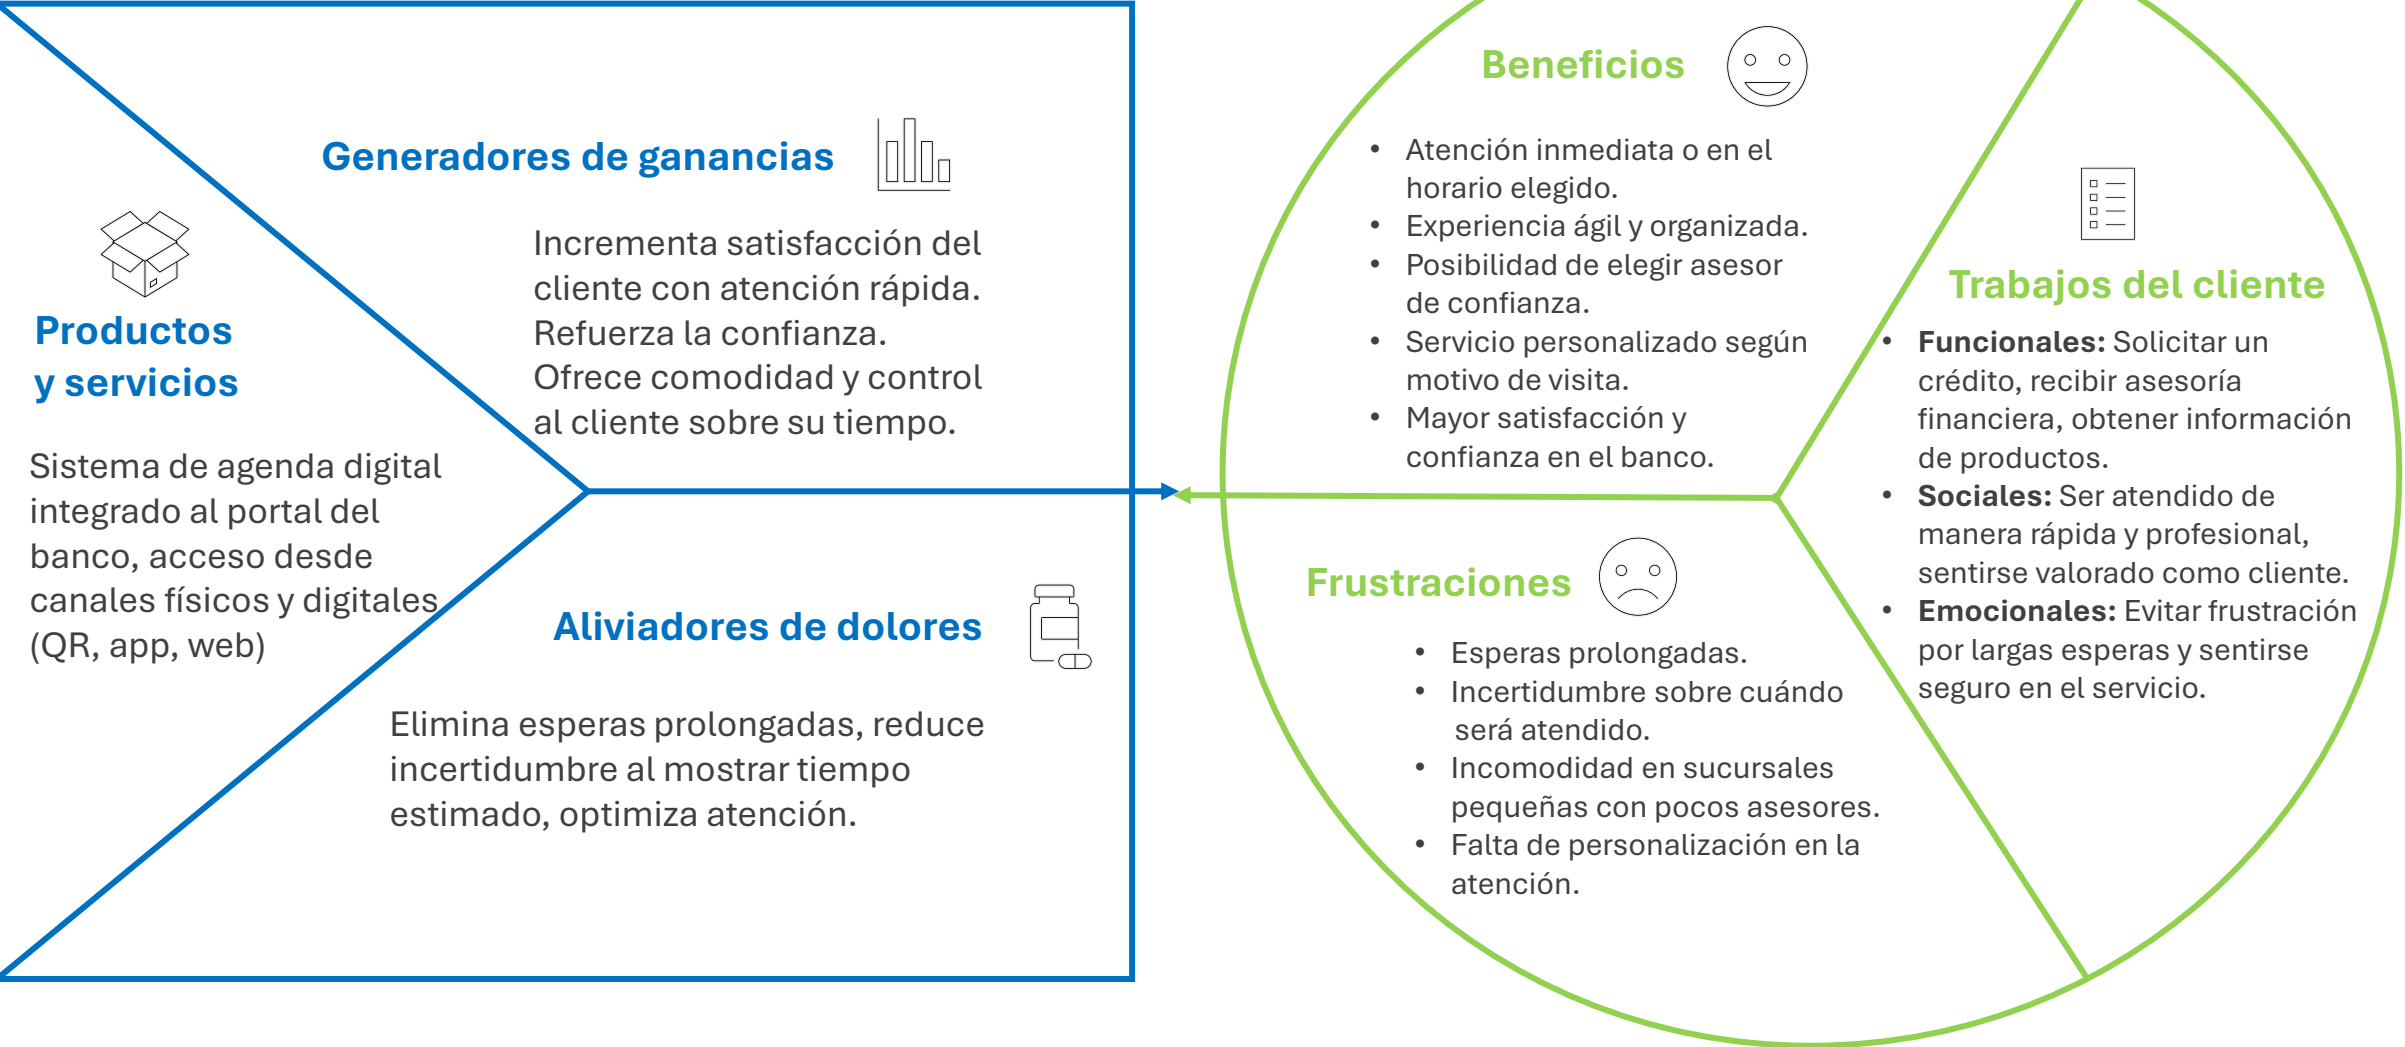 Productos
y servicios
Sistema de agenda digital
integrado al portal del
banco, acceso desde
canales físicos y digitales
(QR, app, web)
Generadores de ganancias
Incrementa satisfacción del
cliente con atención rápida.
Refuerza la confianza.
Ofrece comodidad y control
al cliente sobre su tiempo.
Aliviadores de dolores
Elimina esperas prolongadas, reduce
incertidumbre al mostrar tiempo
estimado, optimiza atención.
Beneficios
• Atención inmediata o en el
horario elegido.
• Experiencia ágil y organizada.
• Posibilidad de elegir asesor
de confianza.
• Servicio personalizado según
motivo de visita.
• Mayor satisfacción y
confianza en el banco.
Frustraciones
• Esperas prolongadas.
• Incertidumbre sobre cuándo
será atendido.
• Incomodidad en sucursales
pequeñas con pocos asesores.
• Falta de personalización en la
atención.
Trabajos del cliente
• Funcionales: Solicitar un
crédito, recibir asesoría
financiera, obtener información
de productos.
• Sociales: Ser atendido de
manera rápida y profesional,
sentirse valorado como cliente.
• Emocionales: Evitar frustración
por largas esperas y sentirse
seguro en el servicio.